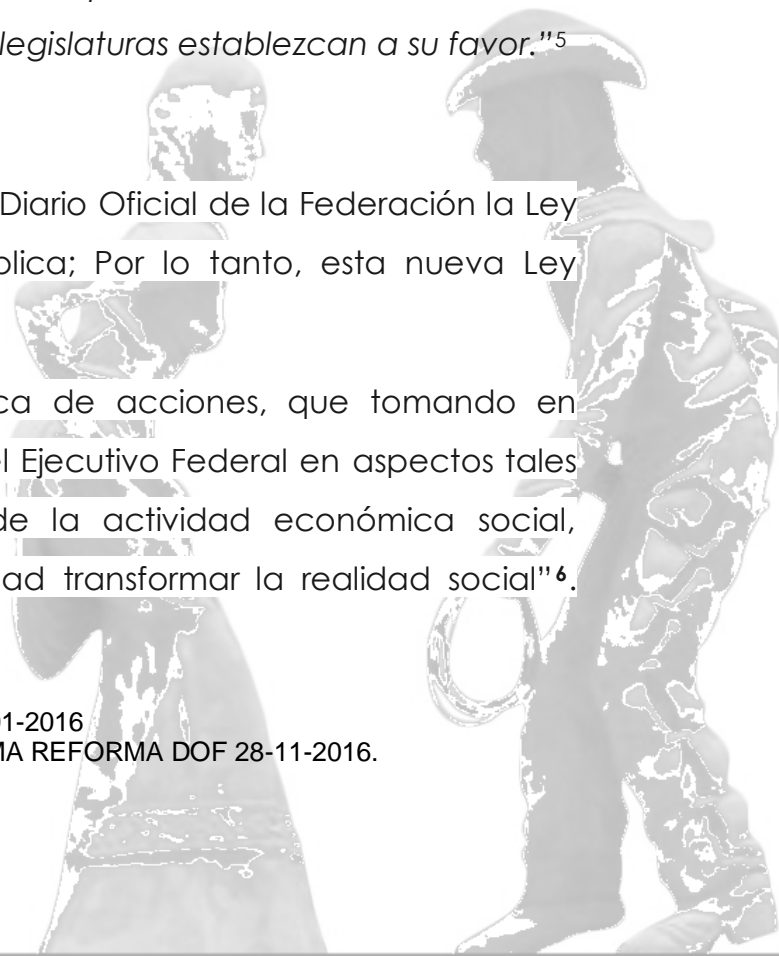 legislaturas establezcan a su favor.”⁵
Diario Oficial de la Federación la Ley
blica; Por lo tanto, esta nueva Ley
ca de acciones, que tomando en
el Ejecutivo Federal en aspectos tales
de la actividad económica social,
ad transformar la realidad social”⁶.
01-2016
MA REFORMA DOF 28-11-2016.